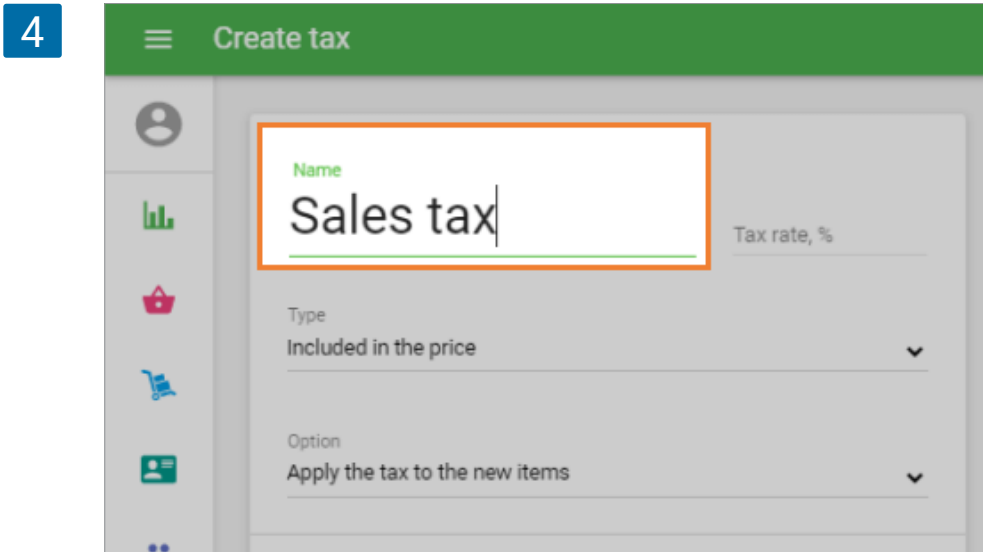 4
Create tax
Name
Sales tax
Tax rate, %
Type
Included in the price
Option
Apply the tax to the new items